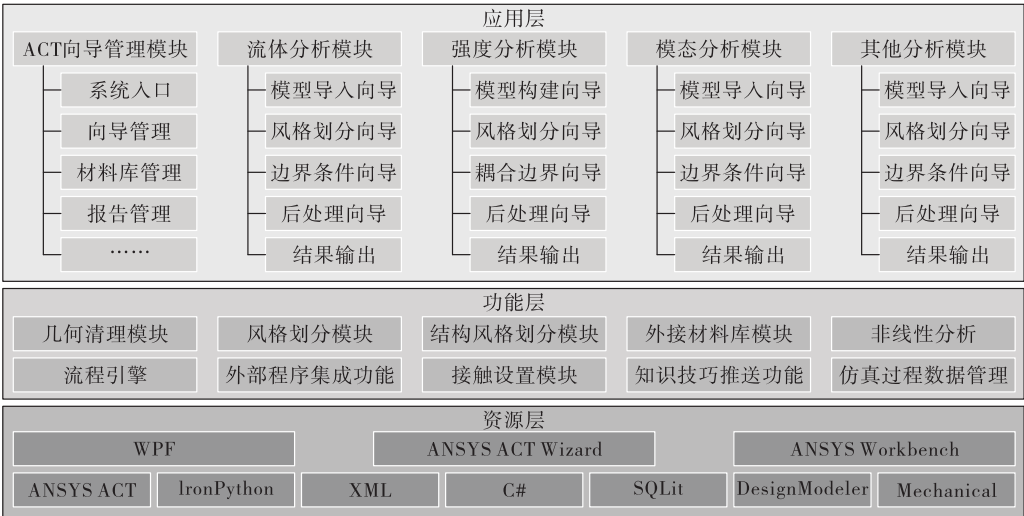 应用层
ACT向导管理模块
系统入口
向导管理
材料库管理
报告管理
……
流体分析模块
模型导入向导
风格划分向导
边界条件向导
后处理向导
结果输出
强度分析模块
模型构建向导
风格划分向导
耦合边界向导
后处理向导
结果输出
模态分析模块
模型导入向导
风格划分向导
边界条件向导
后处理向导
结果输出
其他分析模块
模型导入向导
风格划分向导
边界条件向导
后处理向导
结果输出
功能层
几何清理模块
风格划分模块
结构风格划分模块
外接材料库模块
非线性分析
流程引擎
外部程序集成功能
接触设置模块
知识技巧推送功能
仿真过程数据管理
资源层
WPF
ANSYS ACT Wizard
ANSYS Workbench
ANSYS ACT
lronPython
XML
C#
SQLit
DesignModeler
Mechanical